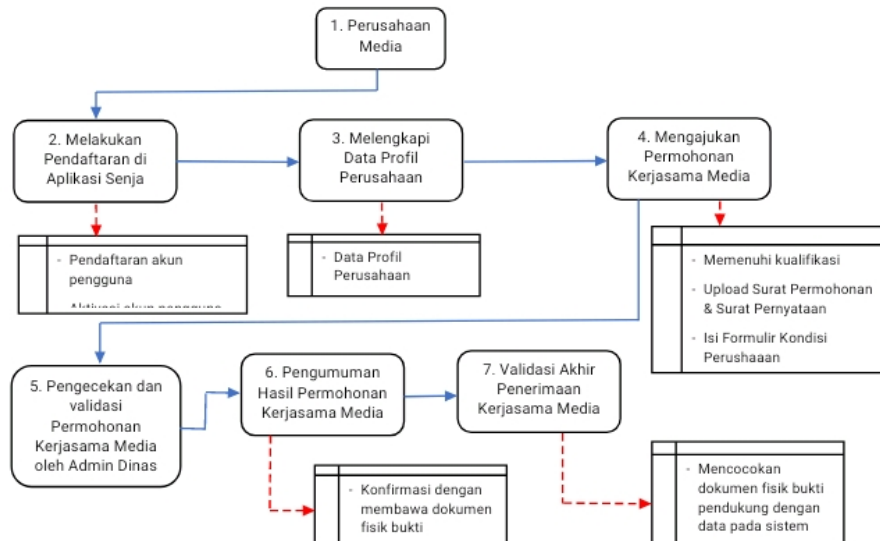 1. Perusahaan
Media
2. Melakukan
Pendaftaran di
Aplikasi Senja
3. Melengkapi
Data Profil
Perusahaan
4. Mengajukan
Permohonan
Kerjasama Media
- Pendaftaran akun
pengguna
- Data Profil
Perusahaan
- Memenuhi kualifikasi
- Upload Surat Permohonan
& Surat Pernyataan
- Isi Formulir Kondisi
Perushaaan
5. Pengecekan dan
validasi
Permohonan
Kerjasama Media
oleh Admin Dinas
6. Pengumuman
Hasil Permohonan
Kerjasama Media
7. Validasi Akhir
Penerimaan
Kerjasama Media
- Konfirmasi dengan
membawa dokumen
fisik bukti
- Mencocokan
dokumen fisik bukti
pendukung dengan
data pada sistem